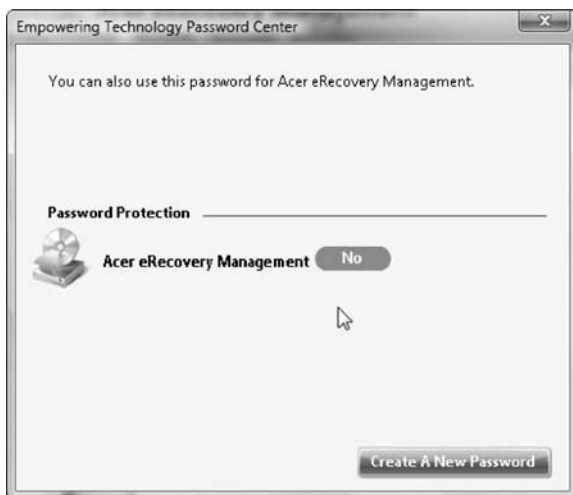 Empowering Technology Password Center
You can also use this password for Acer eRecovery Management.
Password Protection
Acer eRecovery Management No
Create A New Password